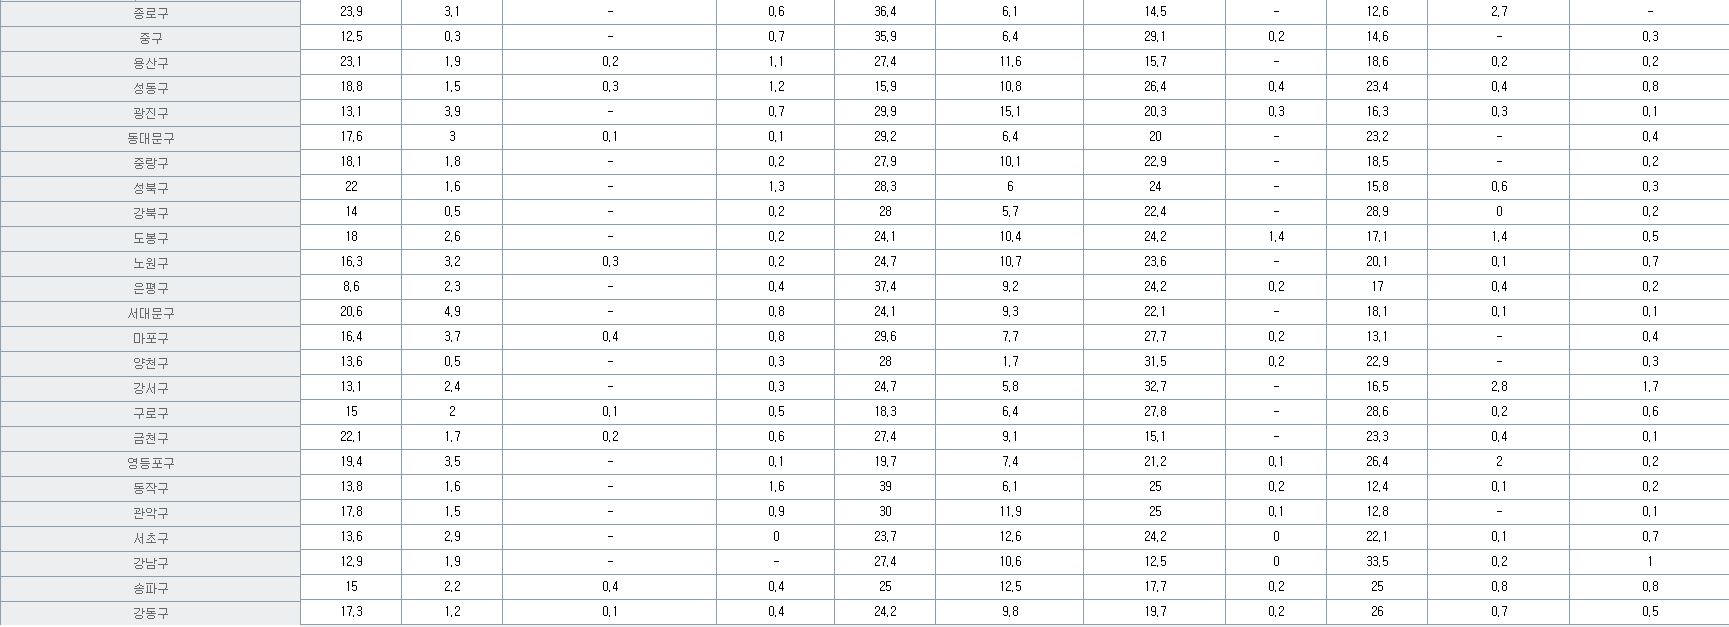 종로구 23,9 3,1 - 0,6 36,4 6,1 14,5 - 12,6 2,7 -
중구 12,5 0,3 - 0,7 35,9 6,4 29,1 0,2 14,6 - 0,3
용산구 23,1 1,9 0,2 1,1 27,4 11,6 15,7 - 18,6 0,2 0,2
성동구 18,8 1,5 0,3 1,2 15,9 10,8 26,4 0,4 23,4 0,4 0,8
광진구 13,1 3,9 - 0,7 29,9 15,1 20,3 0,3 16,3 0,3 0,1
동대문구 17,6 3 0,1 0,1 29,2 6,4 20 - 23,2 - 0,4
중랑구 18,1 1,8 - 0,2 27,9 10,1 22,9 - 18,5 - 0,2
성북구 22 1,6 - 1,3 28,3 6 24 - 15,8 0,6 0,3
강북구 14 0,5 - 0,2 28 5,7 22,4 - 28,9 0 0,2
도봉구 18 2,6 - 0,2 24,1 10,4 24,2 1,4 17,1 1,4 0,5
노원구 16,3 3,2 0,3 0,2 24,7 10,7 23,6 - 20,1 0,1 0,7
은평구 8,6 2,3 - 0,4 37,4 9,2 24,2 0,2 17 0,4 0,2
서대문구 20,6 4,9 - 0,8 24,1 9,3 22,1 - 18,1 0,1 0,1
마포구 16,4 3,7 0,4 0,8 29,6 7,7 27,7 0,2 13,1 - 0,4
양천구 13,6 0,5 - 0,3 28 1,7 31,5 0,2 22,9 - 0,3
강서구 13,1 2,4 - 0,3 24,7 5,8 32,7 - 16,5 2,8 1,7
구로구 15 2 0,1 0,5 18,3 6,4 27,8 - 28,6 0,2 0,6
금천구 22,1 1,7 0,2 0,6 27,4 9,1 15,1 - 23,3 0,4 0,1
영등포구 19,4 3,5 - 0,1 19,7 7,4 21,2 0,1 26,4 2 0,2
동작구 13,8 1,6 - 1,6 39 6,1 25 0,2 12,4 0,1 0,2
관악구 17,8 1,5 - 0,9 30 11,9 25 0,1 12,8 - 0,1
서초구 13,6 2,9 - 0 23,7 12,6 24,2 0 22,1 0,1 0,7
강남구 12,9 1,9 - - 27,4 10,6 12,5 0 33,5 0,2 1
송파구 15 2,2 0,4 0,4 25 12,5 17,7 0,2 25 0,8 0,8
강동구 17,3 1,2 0,1 0,4 24,2 9,8 19,7 0,2 26 0,7 0,5